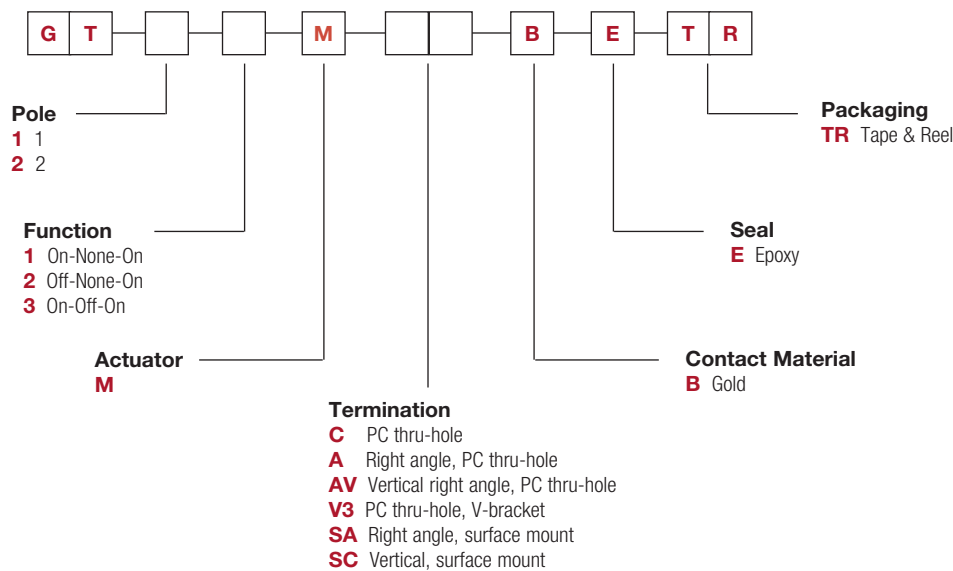 G T M B E T R
Pole
1 1
2 2
Packaging
TR Tape & Reel
Function
1 On-None-On
2 Off-None-On
3 On-Off-On
Seal
E Epoxy
Actuator
M
Contact Material
B Gold
Termination
C PC thru-hole
A Right angle, PC thru-hole
AV Vertical right angle, PC thru-hole
V3 PC thru-hole, V-bracket
SA Right angle, surface mount
SC Vertical, surface mount